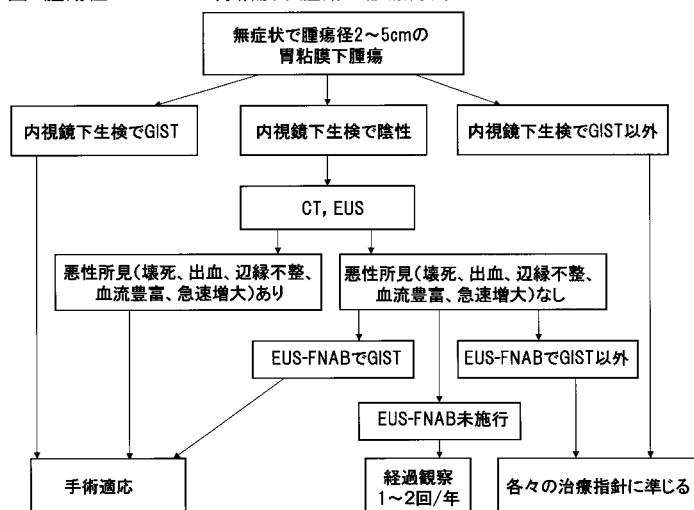 無症状で腫瘍径2～5cmの
胃粘膜下腫瘍
内視鏡下生検でGIST
内視鏡下生検で陰性
内視鏡下生検でGIST以外
CT, EUS
悪性所見(壊死、出血、辺縁不整、
血流豊富、急速増大)あり
悪性所見(壊死、出血、辺縁不整、
血流豊富、急速増大)なし
EUS-FNABでGIST
EUS-FNABでGIST以外
EUS-FNAB未施行
手術適応
経過観察
1～2回/年
各々の治療指針に準じる